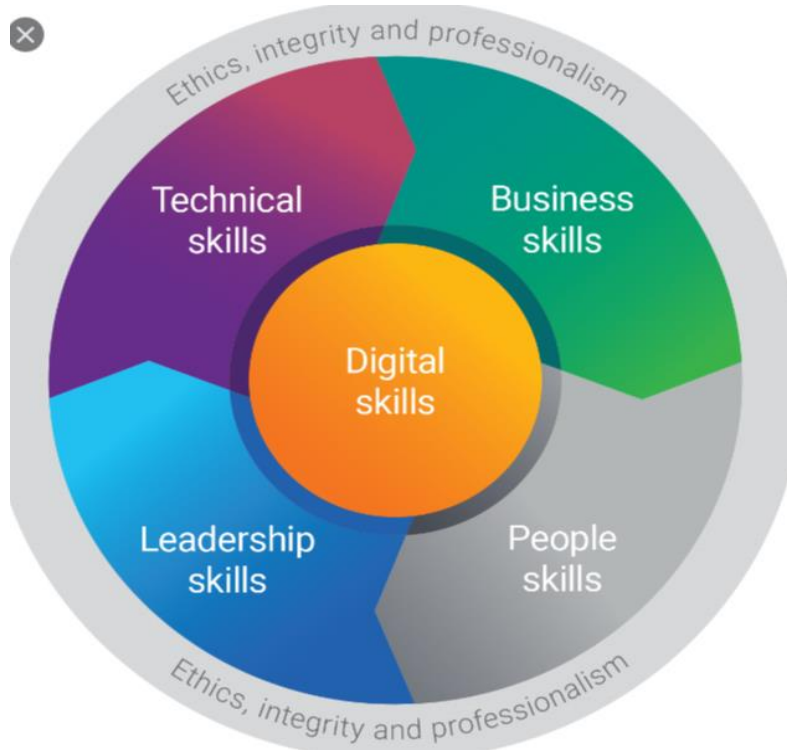 Ethics, integrity and professionalism
Technical
skills
Business
skills
Digital
skills
Leadership
skills
People
skills
Ethics, integrity and professionalism